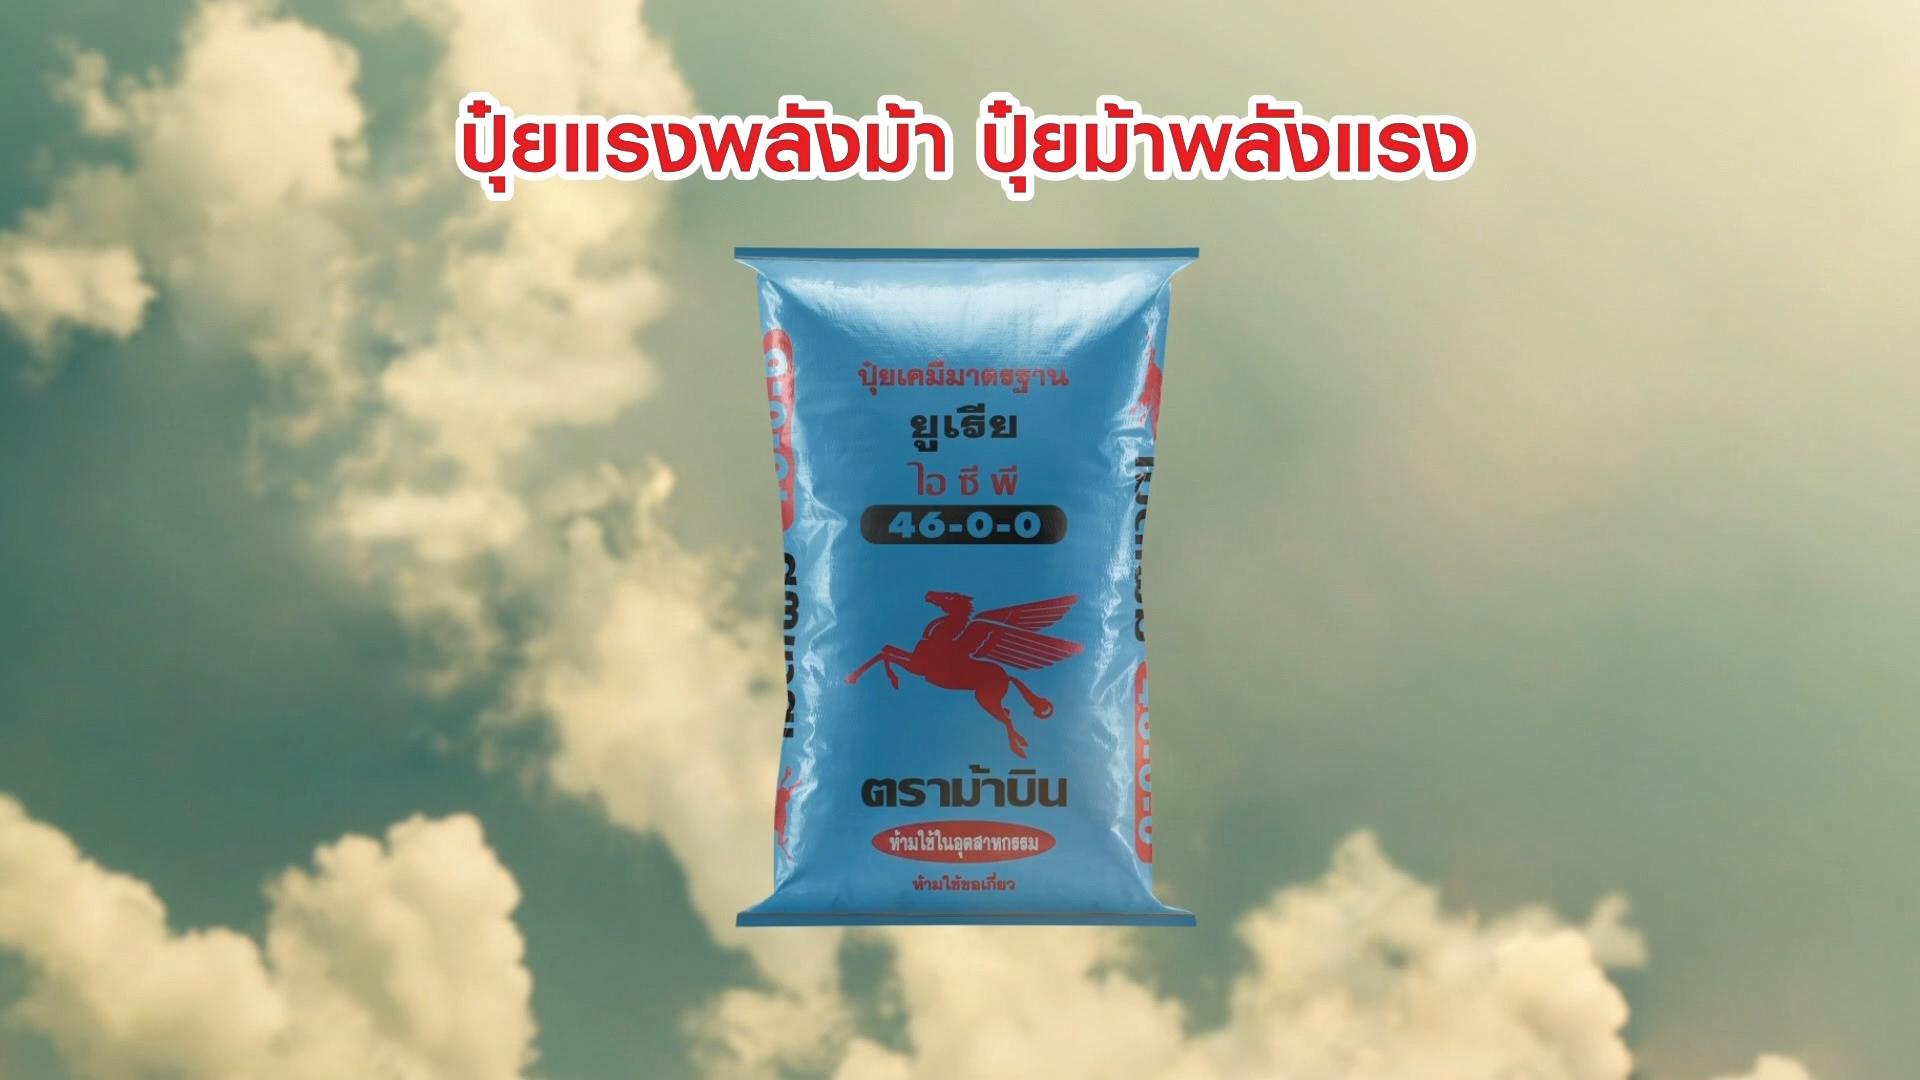 ปุ๋ยแรงพลังม้า ปุ๋ยม้าพลังแรง
ปุ๋ยเคมีมาตรฐาน
ยูเรีย
ไอ ซี พี
46-0-0
ตราม้าบิน
ห้ามใช้ในอุตสาหกรรม
ห้ามใช้ขอเกี่ยว